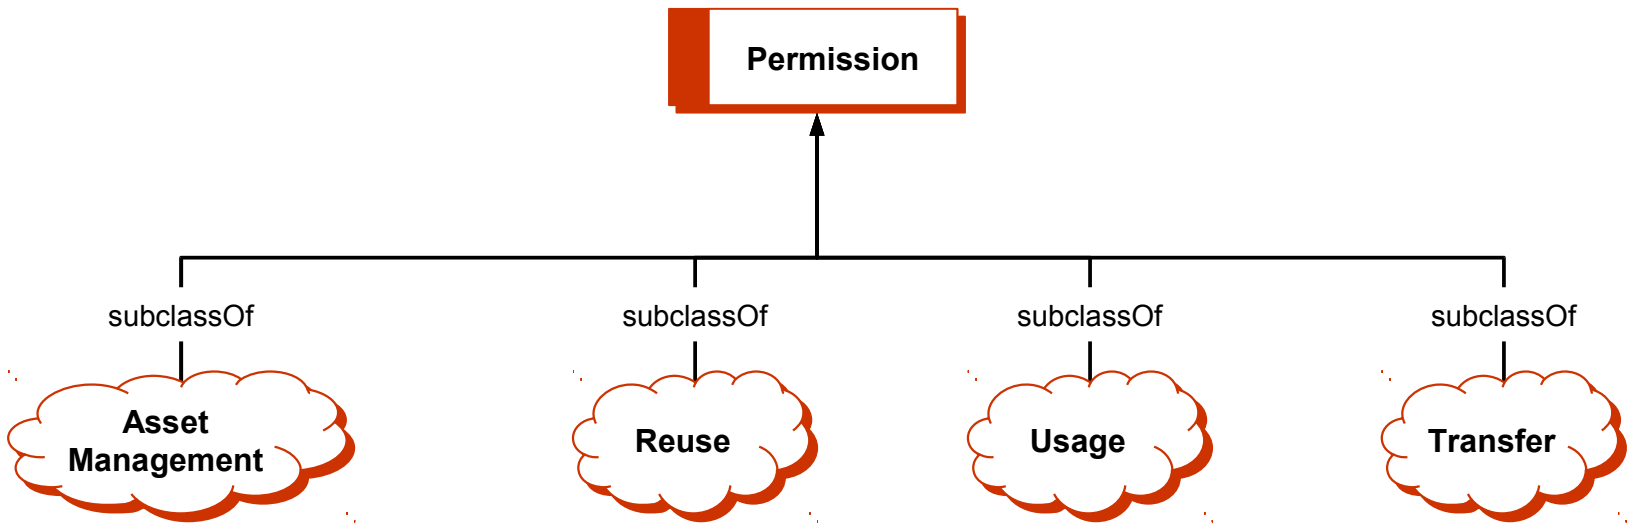 Permission
subclassOf
subclassOf
subclassOf
subclassOf
Asset
Management
Reuse
Usage
Transfer